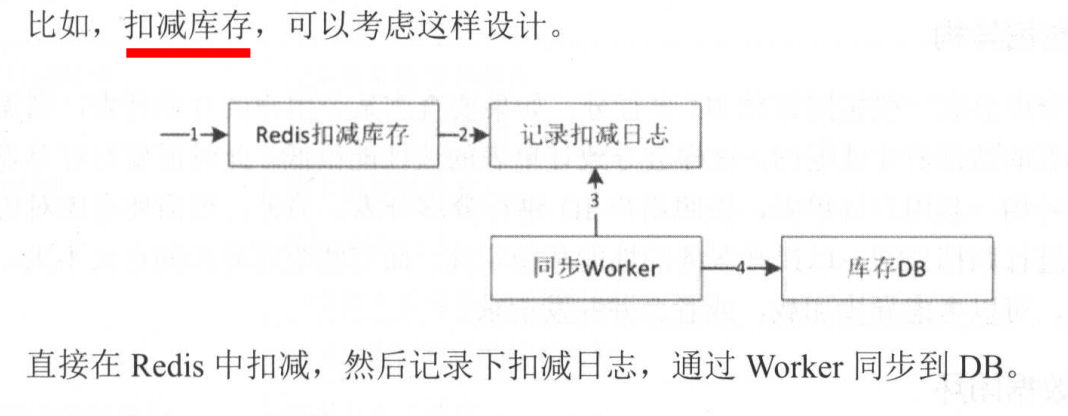 比如，扣减库存，可以考虑这样设计。
1 Redis扣减库存 2 记录扣减日志
3
同步Worker 4 库存DB
直接在 Redis 中扣减，然后记录下扣减日志，通过 Worker 同步到 DB。